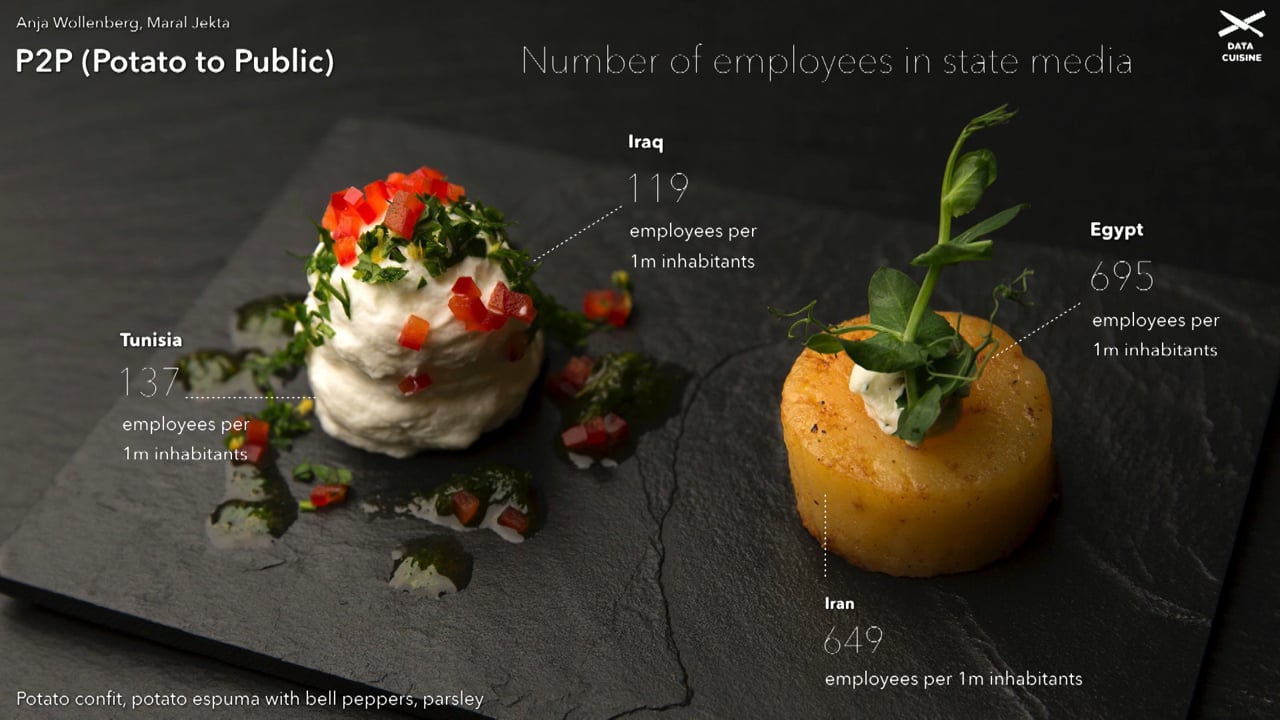 Anja Wollenberg, Maral Jekta
P2P (Potato to Public)
Number of employees in state media
DATA
CUISINE
Iraq
119
employees per
1m inhabitants
Egypt
695
employees per
1m inhabitants
Tunisia
137
employees per
1m inhabitants
Iran
649
employees per 1m inhabitants
Potato confit, potato espuma with bell peppers, parsley